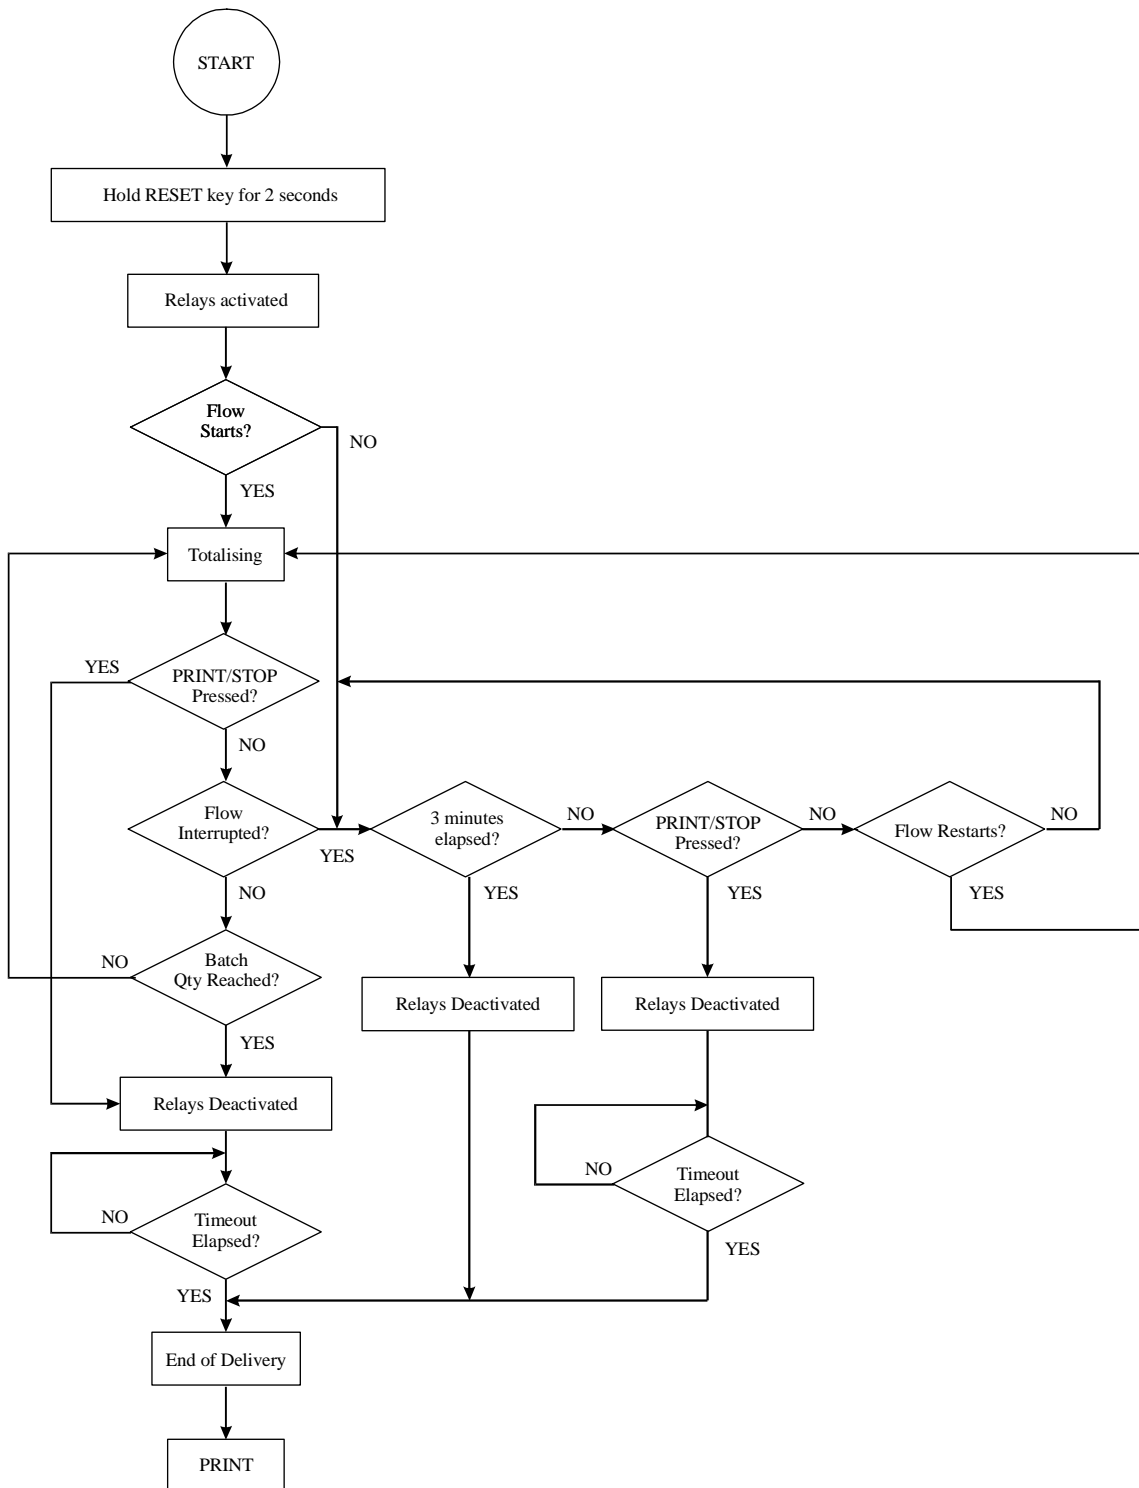 START
Hold RESET key for 2 seconds
Relays activated
Flow
Starts?
NO
YES
Totalising
YES
PRINT/STOP
Pressed?
NO
Flow
Interrupted?
YES
3 minutes
elapsed?
NO
PRINT/STOP
Pressed?
NO
Flow Restarts?
NO
NO
YES
YES
YES
Batch
Qty Reached?
NO
YES
Relays Deactivated
Relays Deactivated
Relays Deactivated
Timeout
Elapsed?
NO
YES
Timeout
Elapsed?
NO
YES
End of Delivery
PRINT